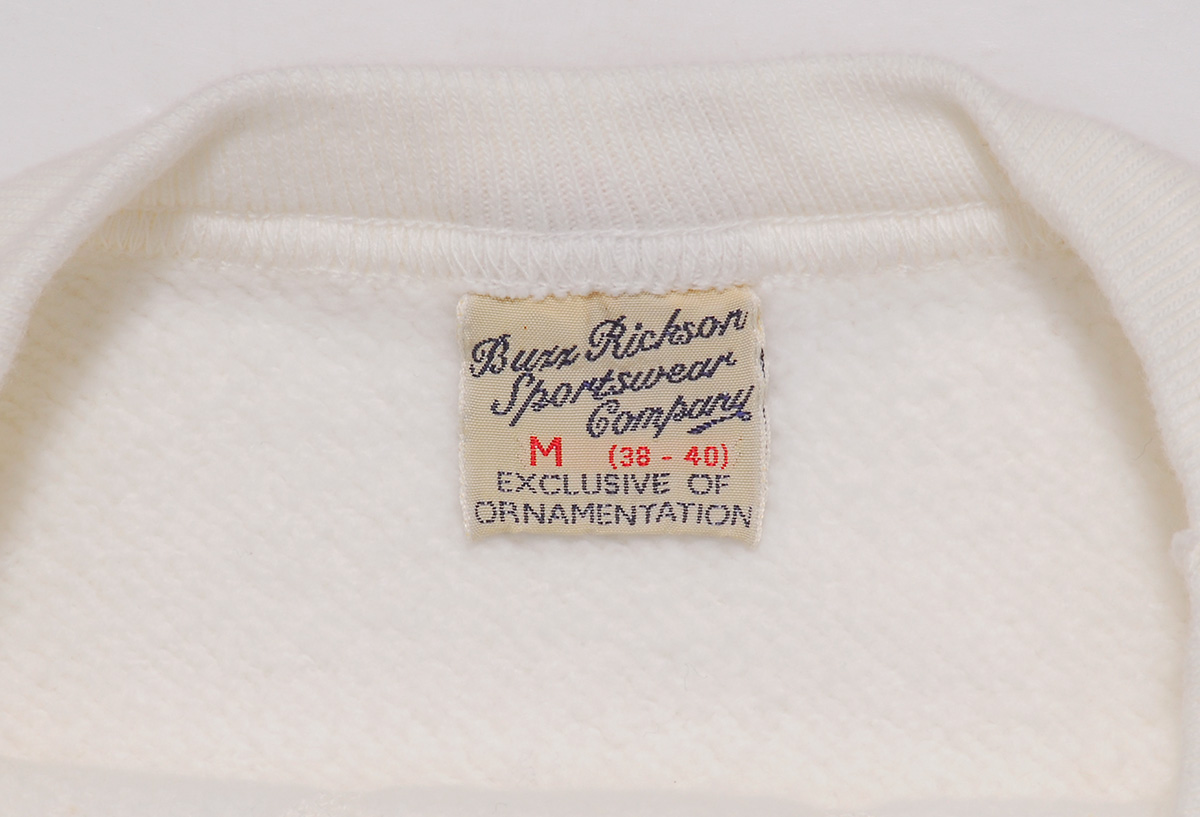 Buzz Rickson
Sportswear
Company
M (38 - 40)
EXCLUSIVE OF
ORNAMENTATION